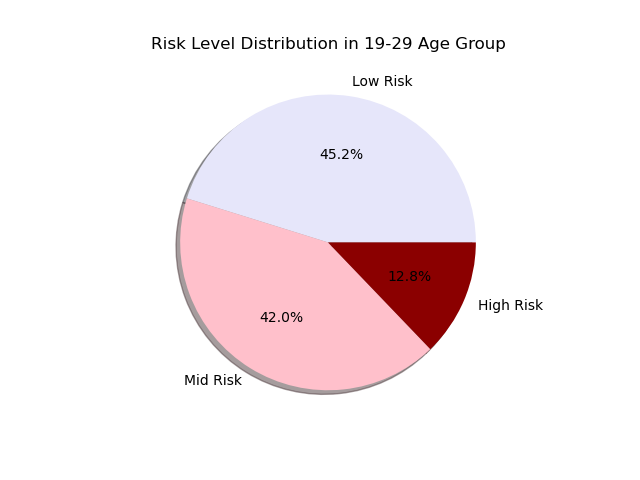 Risk Level Distribution in 19-29 Age Group
Low Risk
45.2%
12.8%
High Risk
42.0%
Mid Risk